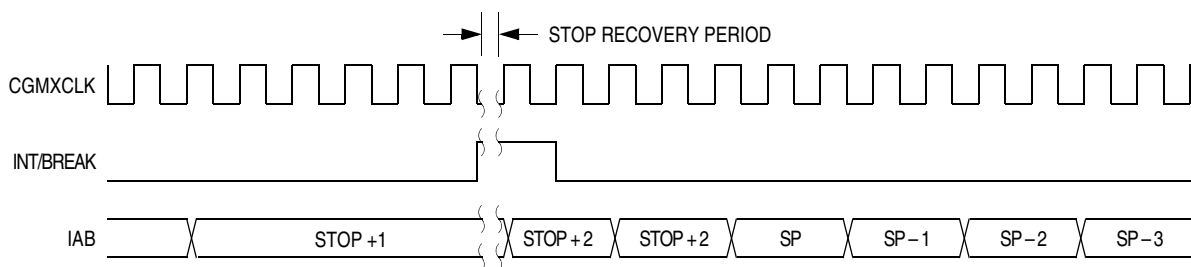 STOP RECOVERY PERIOD
CGMXCLK
INT/BREAK
IAB STOP +1 STOP + 2 STOP + 2 SP SP – 1 SP – 2 SP – 3